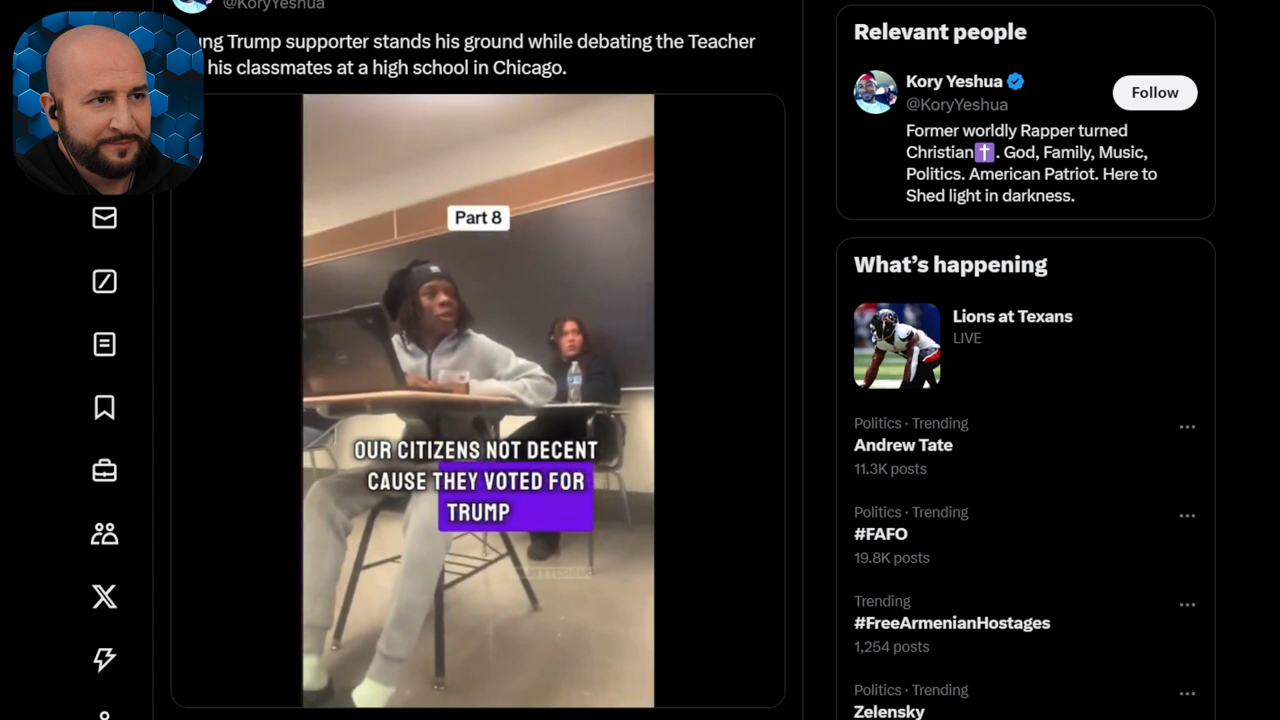 @KoryYeshua
ung Trump supporter stands his ground while debating the Teacher
his classmates at a high school in Chicago.
Part 8
OUR CITIZENS NOT DECENT
CAUSE THEY VOTED FOR
TRUMP
Relevant people
Kory Yeshua
@KoryYeshua
Follow
Former worldly Rapper turned
Christian✝️. God, Family, Music,
Politics. American Patriot. Here to
Shed light in darkness.
What’s happening
Lions at Texans
LIVE
Politics · Trending
Andrew Tate
11.3K posts
Politics · Trending
#FAFO
19.8K posts
Trending
#FreeArmenianHostages
1,254 posts
Politics · Trending
Zelensky